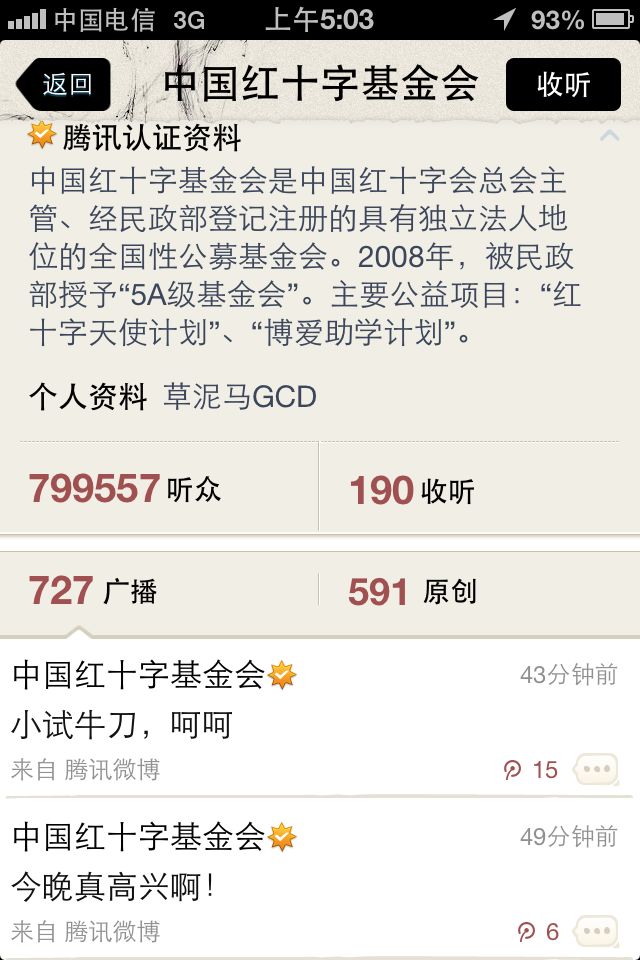 中国电信 3G 上午5:03 93%
返回 中国红十字基金会 收听
腾讯认证资料
中国红十字基金会是中国红十字会总会主
管、经民政部登记注册的具有独立法人地
位的全国性公募基金会。2008年，被民政
部授予“5A级基金会”。主要公益项目：“红
十字天使计划”、“博爱助学计划”。
个人资料 草泥马GCD
799557 听众 190 收听
727 广播 591 原创
中国红十字基金会 43分钟前
小试牛刀，呵呵
来自 腾讯微博 15
中国红十字基金会 49分钟前
今晚真高兴啊！
来自 腾讯微博 6